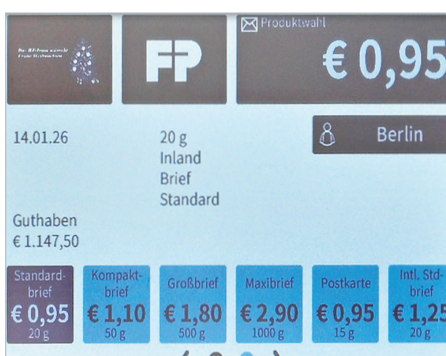 FP
Produktwahl
€ 0,95
14.01.26
20 g
Inland
Brief
Standard
Berlin
Guthaben
€ 1.147,50
Standard-
brief
€ 0,95
20 g
Kompakt-
brief
€ 1,10
50 g
Großbrief
€ 1,80
500 g
Maxibrief
€ 2,90
1000 g
Postkarte
€ 0,95
15 g
Intl. Std-
brief
€ 1,25
20 g